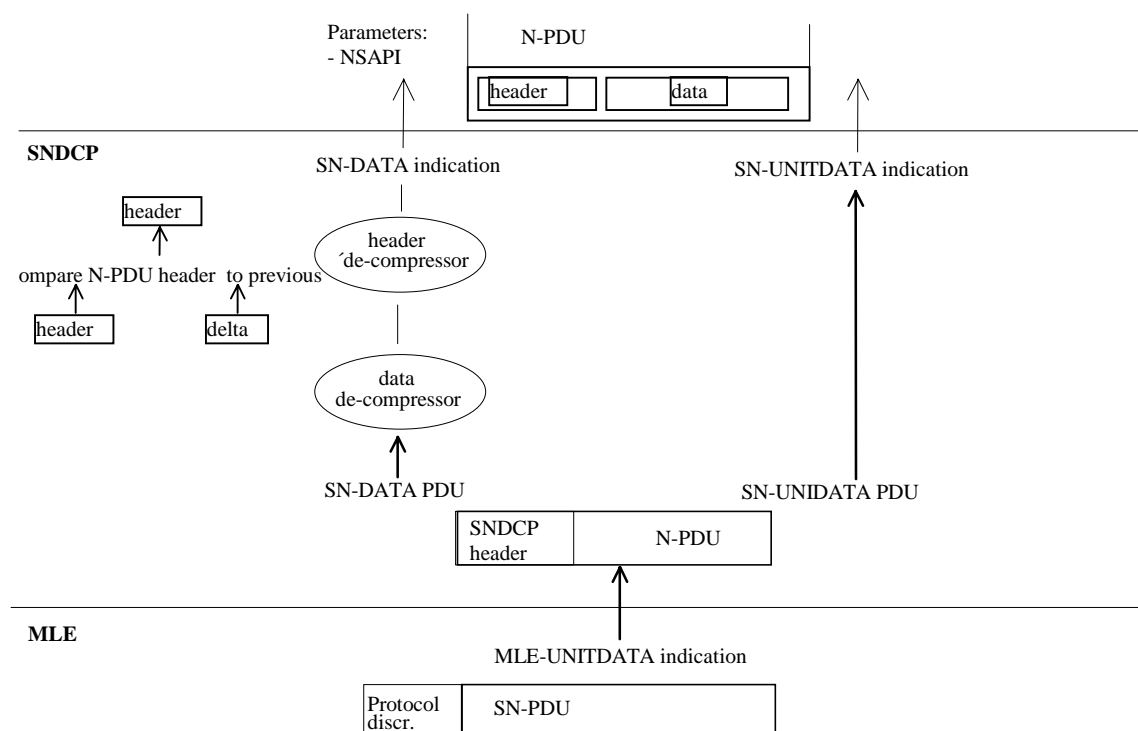 Parameters:
- NSAPI
N-PDU
header
data
SNDCP
SN-DATA indication
SN-UNITDATA indication
header
header
´de-compressor
ompare N-PDU header to previous
header
delta
data
de-compressor
SN-DATA PDU
SN-UNIDATA PDU
SNDCP
header
N-PDU
MLE
MLE-UNITDATA indication
Protocol
discr.
SN-PDU